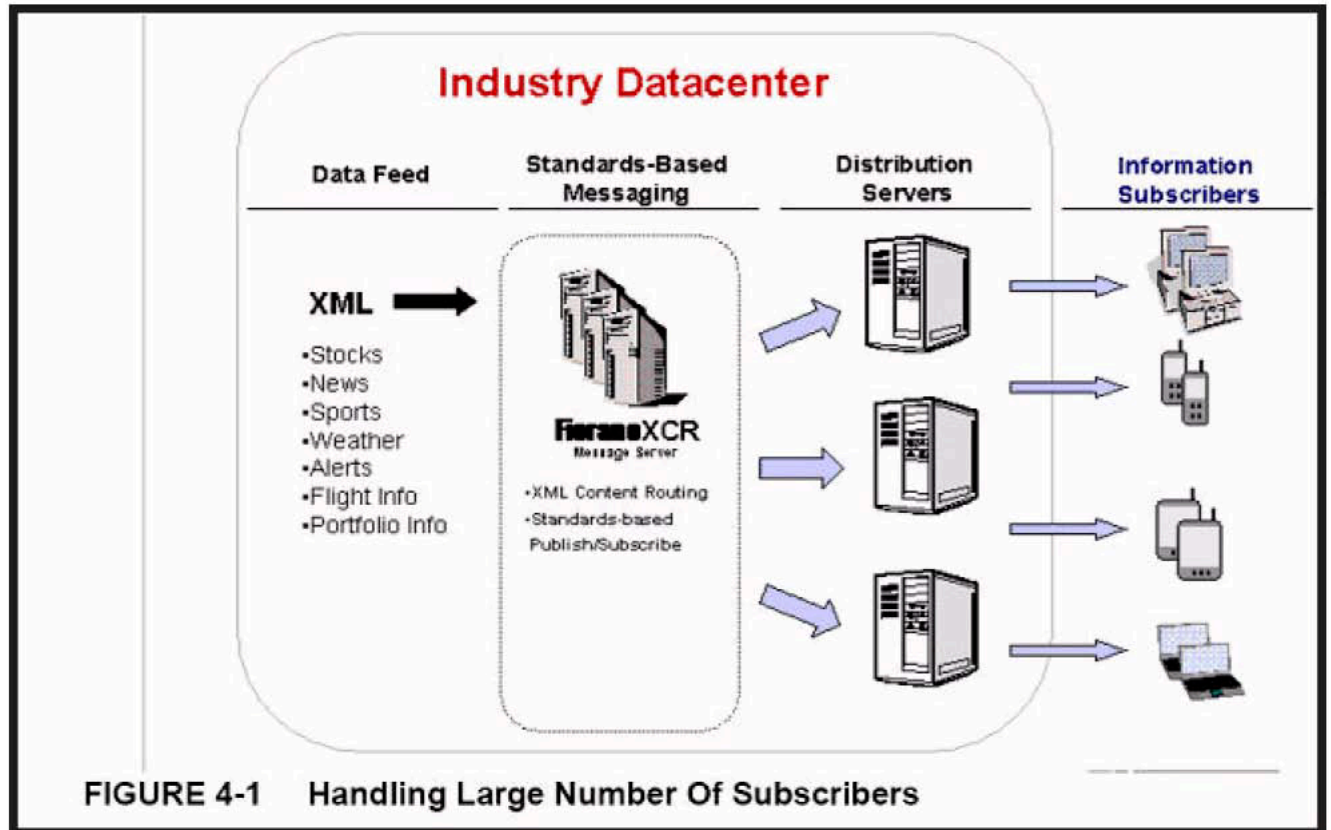 Industry Datacenter
Data Feed
Standards-Based
Messaging
Distribution
Servers
Information
Subscribers
XML
•Stocks
•News
•Sports
•Weather
•Alerts
•Flight Info
•Portfolio Info
FioranoXCR
Message Server
•XML Content Routing
•Standards-based
Publish/Subscribe
FIGURE 4-1 Handling Large Number Of Subscribers